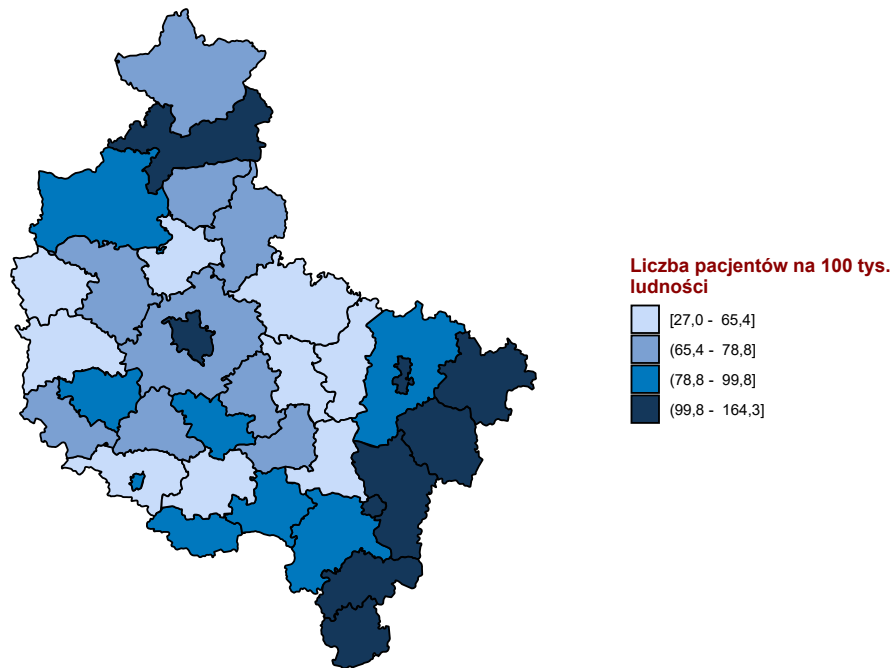 Liczba pacjentów na 100 tys.
ludności
[27,0 - 65,4]
(65,4 - 78,8]
(78,8 - 99,8]
(99,8 - 164,3]